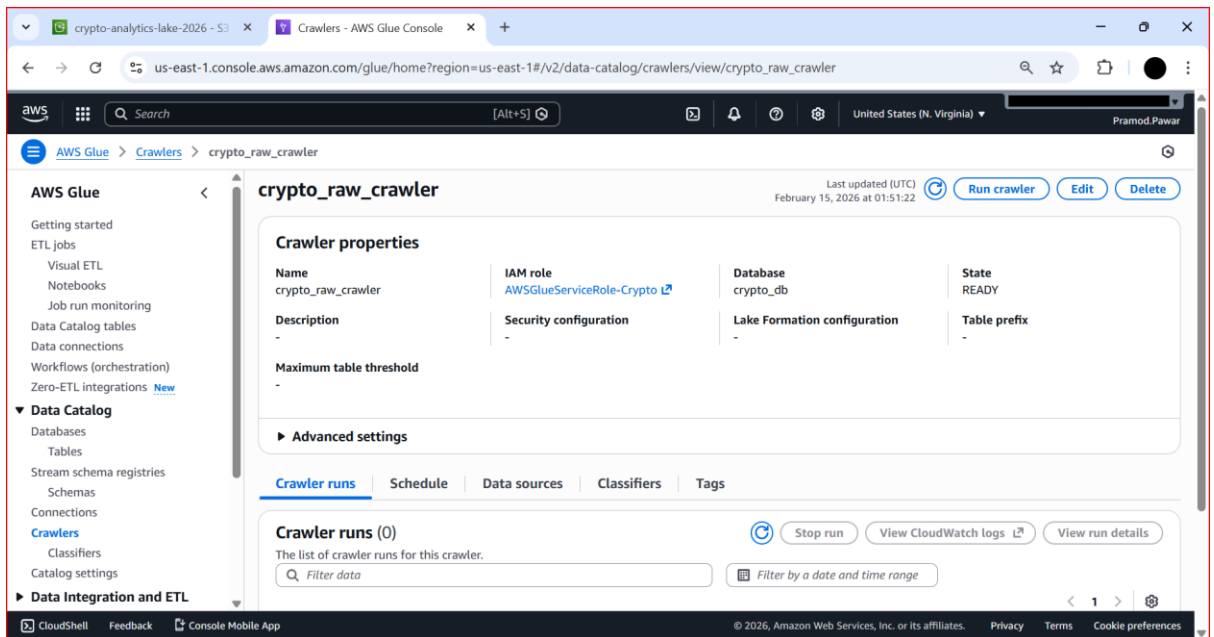 crypto-analytics-lake-2026 - S3
Crawlers - AWS Glue Console
us-east-1.console.aws.amazon.com/glue/home?region=us-east-1#/v2/data-catalog/crawlers/view/crypto_raw_crawler
aws Search [Alt+S] United States (N. Virginia) Pramod.Pawar
AWS Glue > Crawlers > crypto_raw_crawler
AWS Glue
Getting started
ETL jobs
Visual ETL
Notebooks
Job run monitoring
Data Catalog tables
Data connections
Workflows (orchestration)
Zero-ETL integrations New
Data Catalog
Databases
Tables
Stream schema registries
Schemas
Connections
Crawlers
Classifiers
Catalog settings
Data Integration and ETL
crypto_raw_crawler
Last updated (UTC)
February 15, 2026 at 01:51:22
Run crawler Edit Delete
Crawler properties
Name IAM role Database State
crypto_raw_crawler AWSGlueServiceRole-Crypto crypto_db READY
Description Security configuration Lake Formation configuration Table prefix
- - - -
Maximum table threshold
-
Advanced settings
Crawler runs Schedule Data sources Classifiers Tags
Crawler runs (0) Stop run View CloudWatch logs View run details
The list of crawler runs for this crawler.
Filter data Filter by a date and time range
< 1 >
CloudShell Feedback Console Mobile App © 2026, Amazon Web Services, Inc. or its affiliates. Privacy Terms Cookie preferences